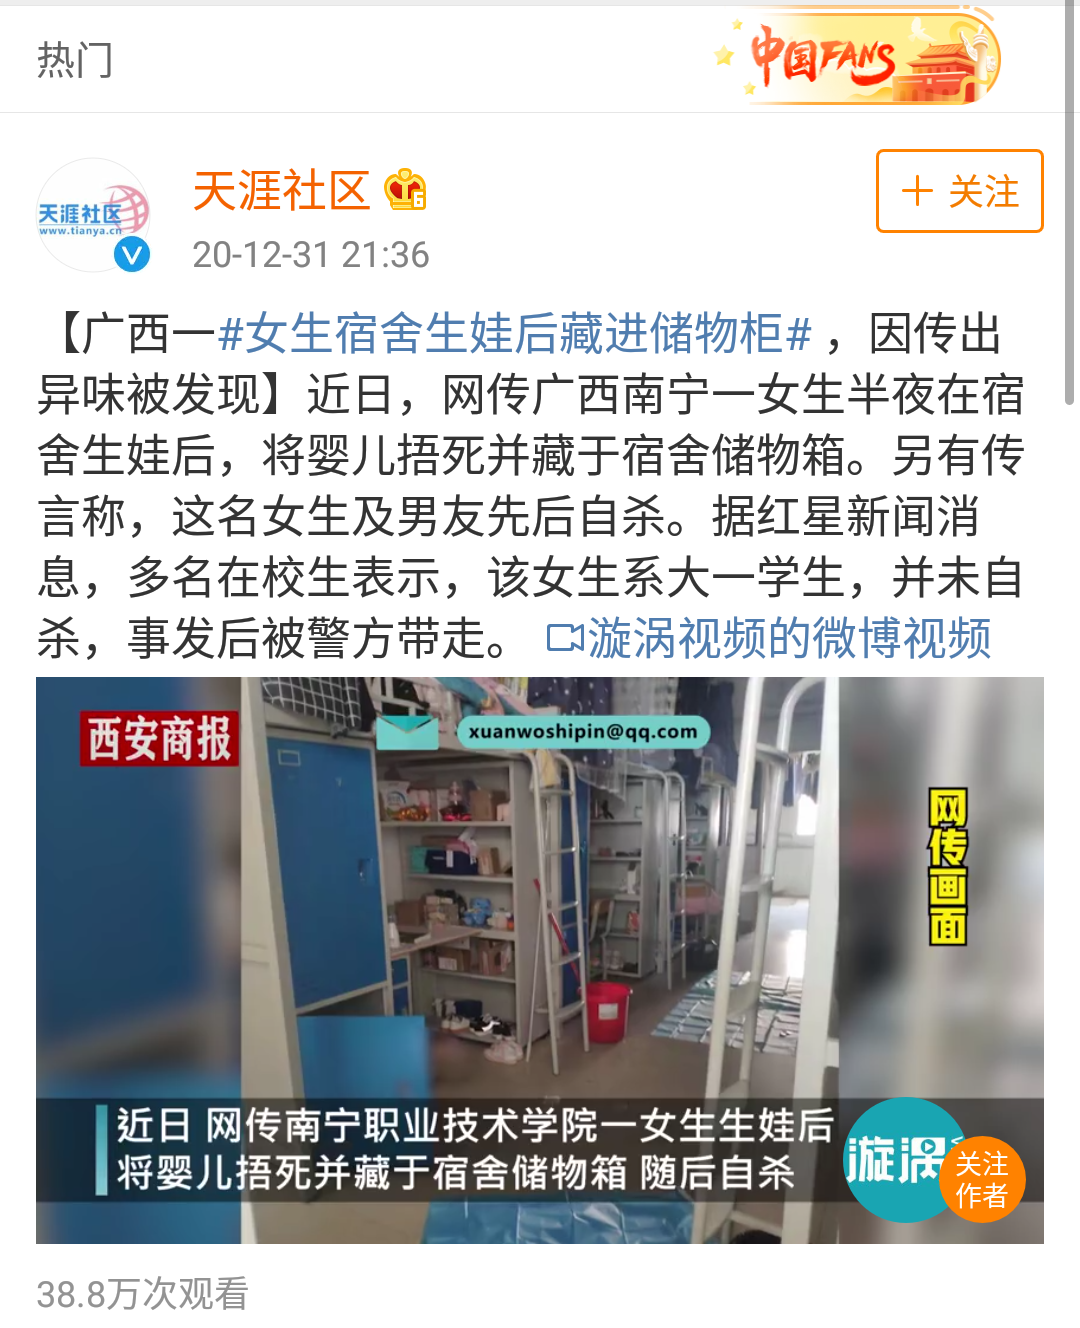 热门
中国FANS
天涯社区
天涯社区
www.tianya.cn
20-12-31 21:36
+ 关注
【广西一#女生宿舍生娃后藏进储物柜#，因传出
异味被发现】近日，网传广西南宁一女生半夜在宿
舍生娃后，将婴儿捂死并藏于宿舍储物箱。另有传
言称，这名女生及男友先后自杀。据红星新闻消
息，多名在校生表示，该女生系大一学生，并未自
杀，事发后被警方带走。 漩涡视频的微博视频
西安商报
xuanwoshipin@qq.com
网传画面
近日 网传南宁职业技术学院一女生生娃后
将婴儿捂死并藏于宿舍储物箱 随后自杀
漩涡
关注
作者
38.8万次观看